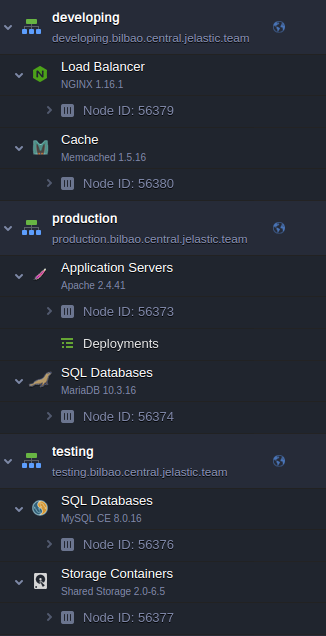 developing
developing.bilbao.central.jelastic.team
Load Balancer
NGINX 1.16.1
Node ID: 56379
Cache
Memcached 1.5.16
Node ID: 56380
production
production.bilbao.central.jelastic.team
Application Servers
Apache 2.4.41
Node ID: 56373
Deployments
SQL Databases
MariaDB 10.3.16
Node ID: 56374
testing
testing.bilbao.central.jelastic.team
SQL Databases
MySQL CE 8.0.16
Node ID: 56376
Storage Containers
Shared Storage 2.0-6.5
Node ID: 56377